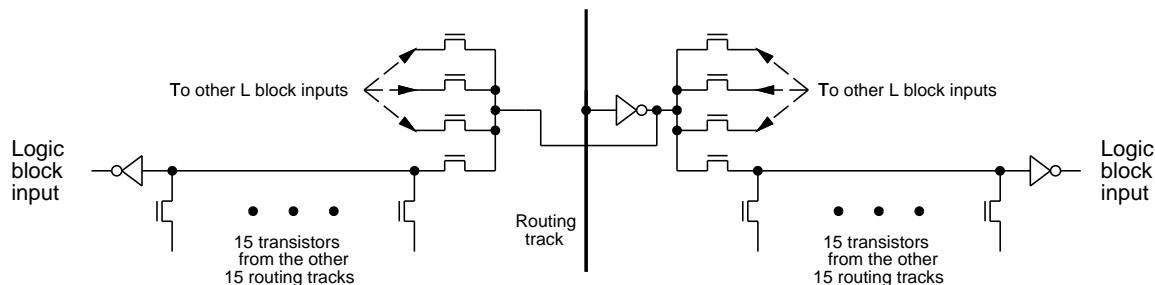 To other L block inputs
To other L block inputs
Logic
block
input
Logic
block
input
Routing
track
15 transistors
from the other
15 routing tracks
15 transistors
from the other
15 routing tracks